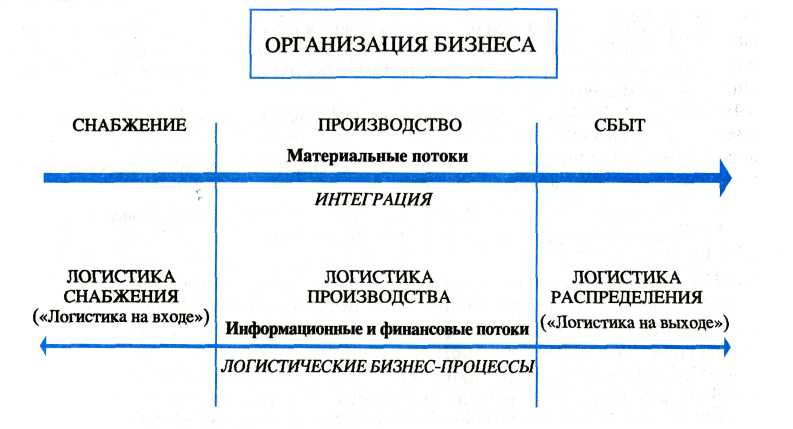 ОРГАНИЗАЦИЯ БИЗНЕСА
СНАБЖЕНИЕ
ПРОИЗВОДСТВО
СБЫТ
Материальные потоки
ИНТЕГРАЦИЯ
ЛОГИСТИКА
СНАБЖЕНИЯ
(«Логистика на входе»)
ЛОГИСТИКА
ПРОИЗВОДСТВА
ЛОГИСТИКА
РАСПРЕДЕЛЕНИЯ
(«Логистика на выходе»)
Информационные и финансовые потоки
ЛОГИСТИЧЕСКИЕ БИЗНЕС-ПРОЦЕССЫ